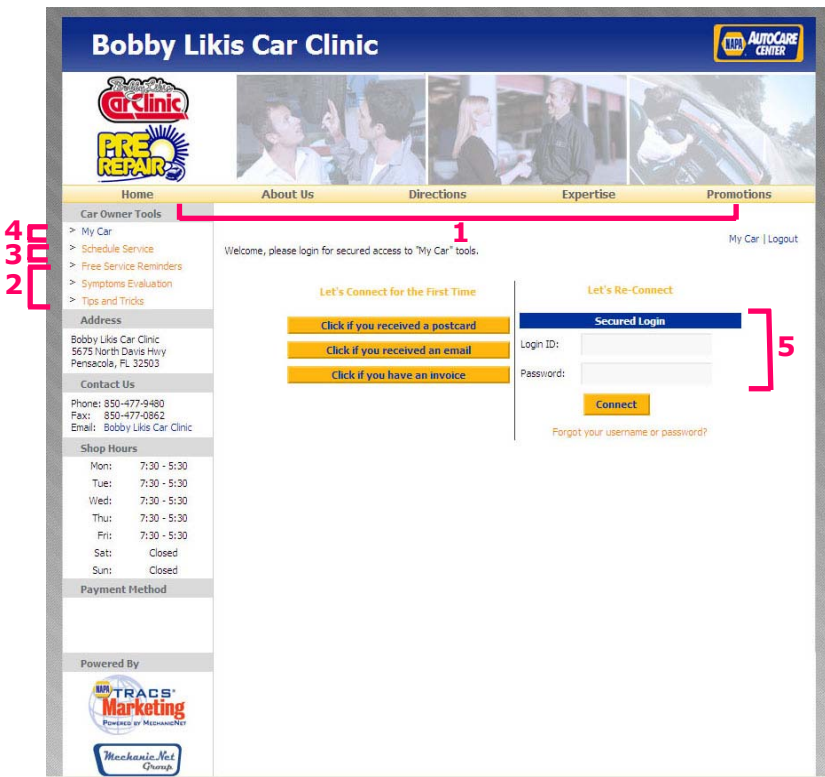 Bobby Likis Car Clinic
NAPA AUTOCARE
CENTER
Bobby Likis
Car Clinic
PRE
REPAIR
Home About Us Directions Expertise Promotions
1
Car Owner Tools
4
> My Car
3
> Schedule Service
2
> Free Service Reminders
> Symptoms Evaluation
> Tips and Tricks
My Car | Logout
Welcome, please login for secured access to "My Car" tools.
Let's Connect for the First Time
Click if you received a postcard
Click if you received an email
Click if you have an invoice
Let's Re-Connect
Secured Login
Login ID:
Password:
5
Connect
Forgot your username or password?
Address
Bobby Likis Car Clinic
5675 North Davis Hwy
Pensacola, FL 32503
Contact Us
Phone: 850-477-9480
Fax: 850-477-0862
Email: Bobby Likis Car Clinic
Shop Hours
Mon: 7:30 - 5:30
Tue: 7:30 - 5:30
Wed: 7:30 - 5:30
Thu: 7:30 - 5:30
Fri: 7:30 - 5:30
Sat: Closed
Sun: Closed
Payment Method
Powered By
NAPA TRACS
Marketing
POWERED BY MECHANICNET
MechanicNet
Group